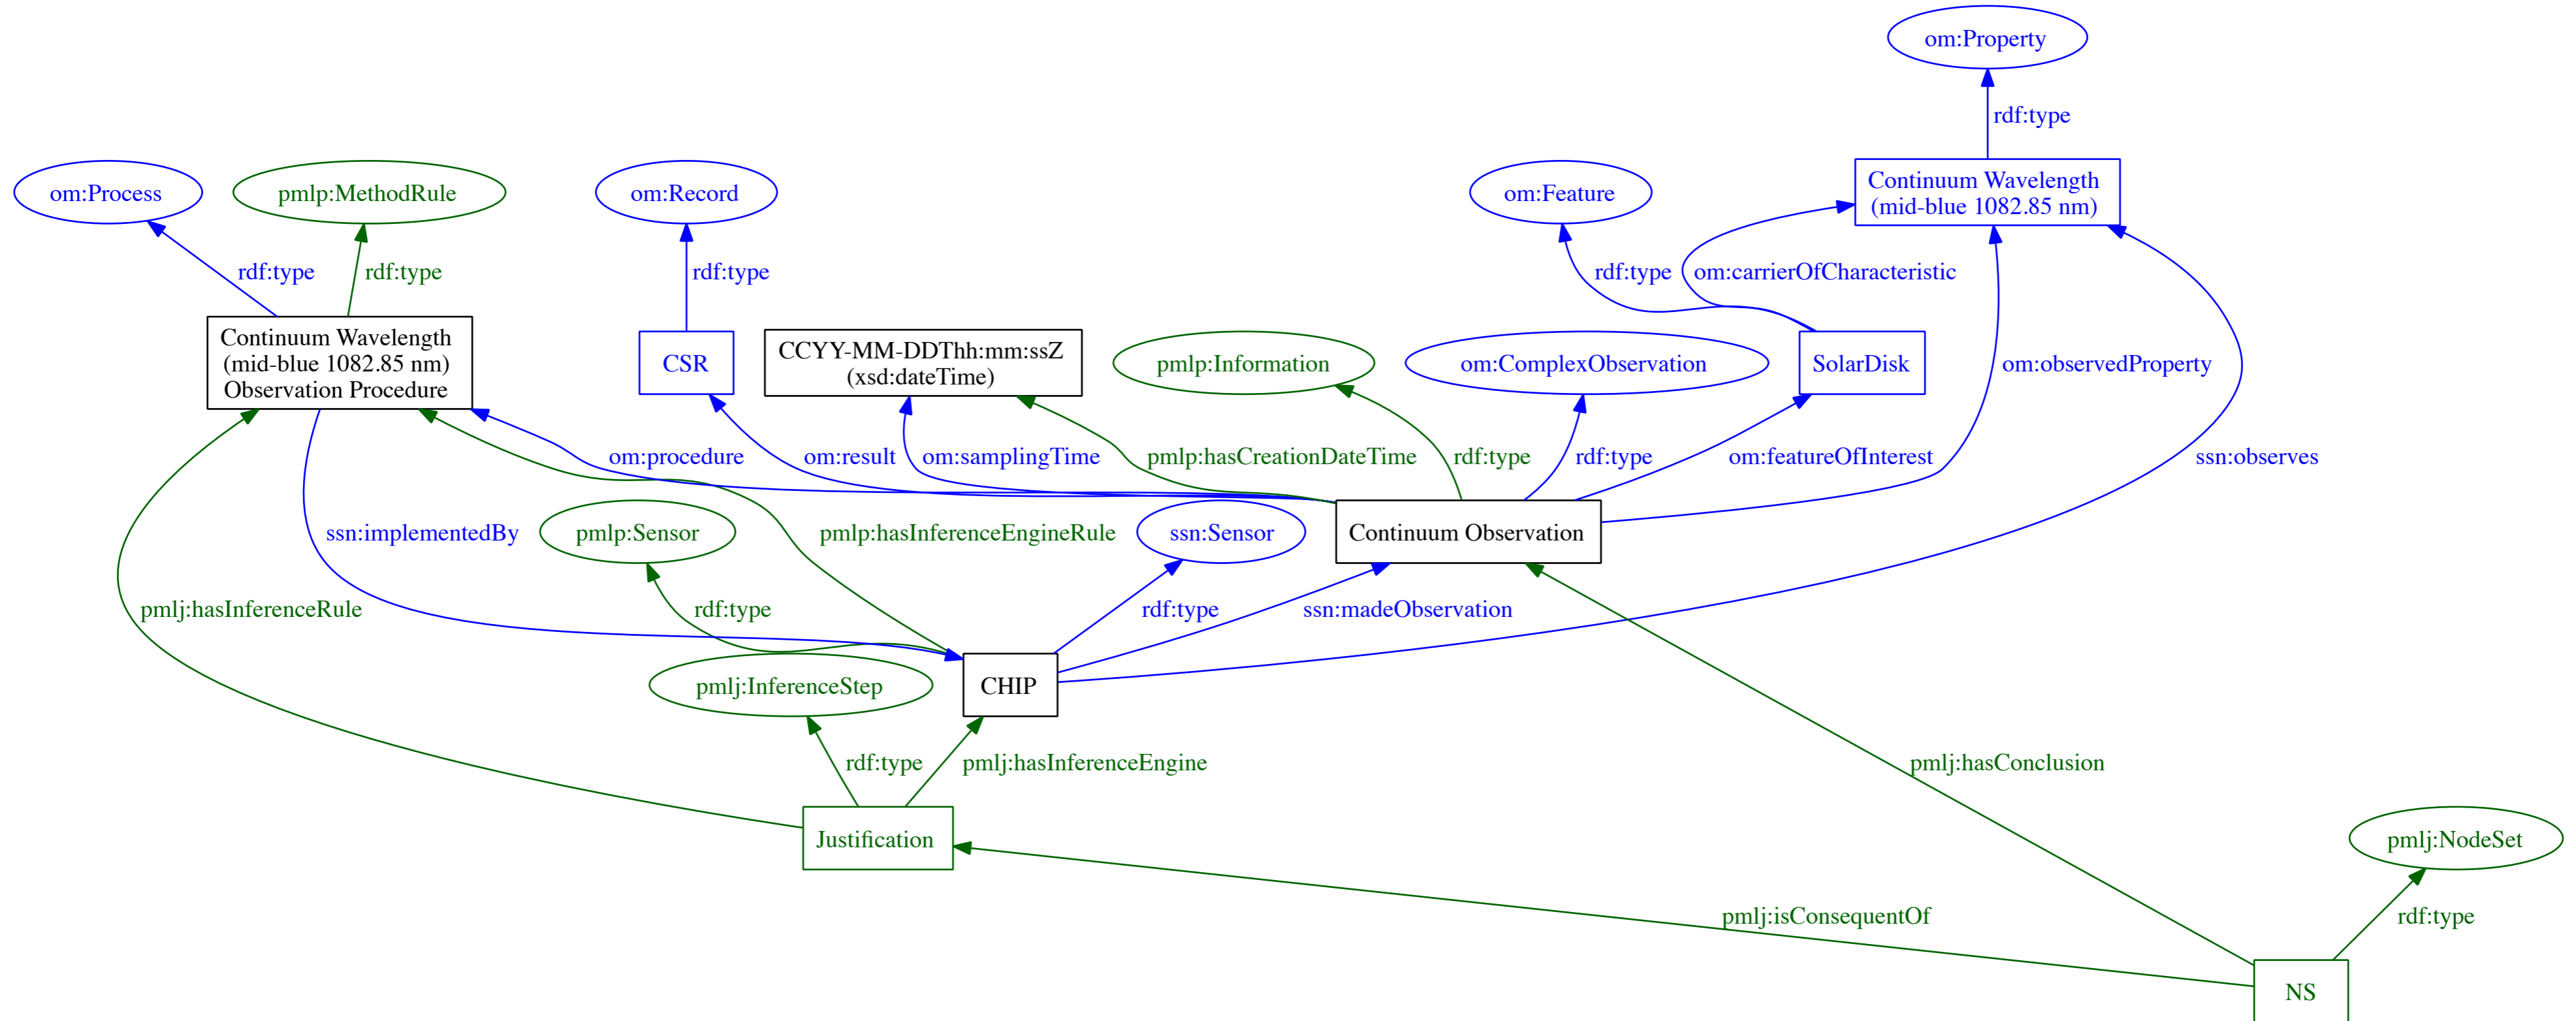 om:Property
rdf:type
om:Process
pmlp:MethodRule
om:Record
om:Feature
Continuum Wavelength
(mid-blue 1082.85 nm)
rdf:type
rdf:type
rdf:type
rdf:type
om:carrierOfCharacteristic
Continuum Wavelength
(mid-blue 1082.85 nm)
Observation Procedure
CSR
CCYY-MM-DDThh:mm:ssZ
(xsd:dateTime)
pmlp:Information
om:ComplexObservation
SolarDisk
om:observedProperty
om:procedure
om:result
om:samplingTime
pmlp:hasCreationDateTime
rdf:type
rdf:type
om:featureOfInterest
ssn:observes
ssn:implementedBy
pmlp:Sensor
pmlp:hasInferenceEngineRule
ssn:Sensor
Continuum Observation
pmlj:hasInferenceRule
rdf:type
rdf:type
ssn:madeObservation
pmlj:InferenceStep
CHIP
rdf:type
pmlj:hasInferenceEngine
pmlj:hasConclusion
Justification
pmlj:NodeSet
pmlj:isConsequentOf
rdf:type
NS